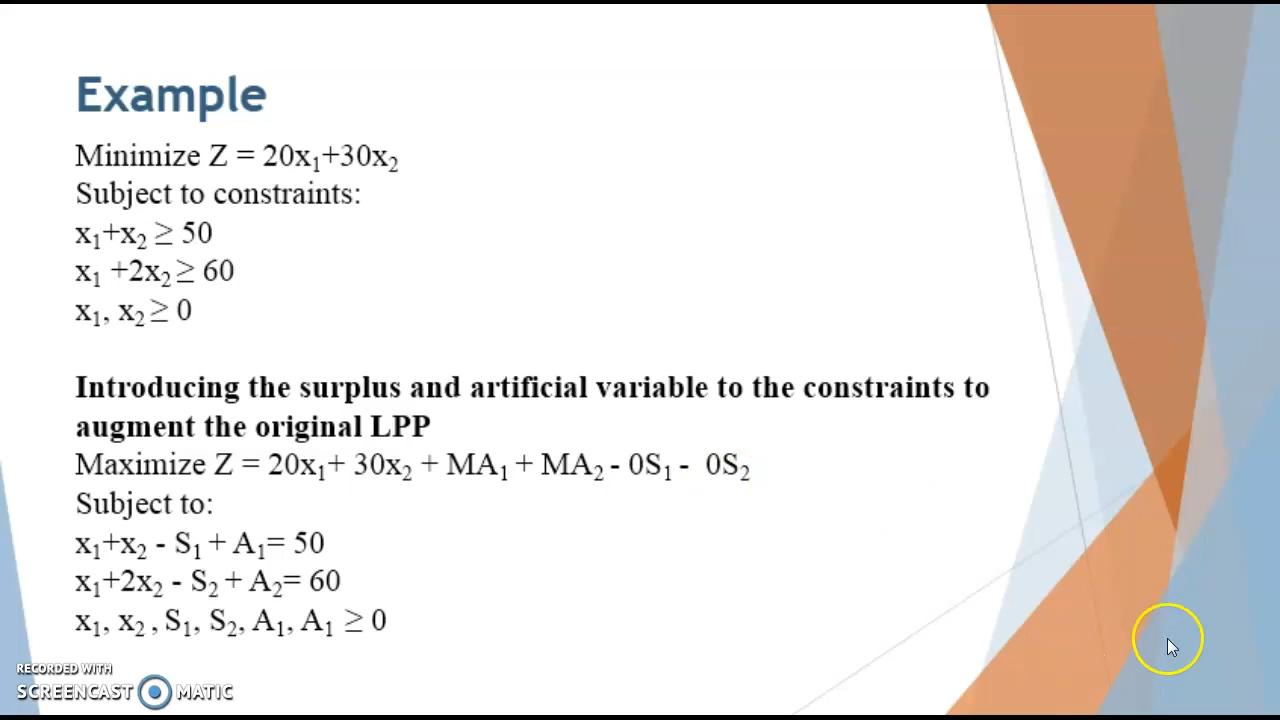 Example
Minimize Z = 20x₁+30x₂
Subject to constraints:
x₁+x₂ ≥ 50
x₁ +2x₂ ≥ 60
x₁, x₂ ≥ 0
Introducing the surplus and artificial variable to the constraints to
augment the original LPP
Maximize Z = 20x₁+ 30x₂ + MA₁ + MA₂ - 0S₁ - 0S₂
Subject to:
x₁+x₂ - S₁ + A₁= 50
x₁+2x₂ - S₂ + A₂= 60
x₁, x₂ , S₁, S₂, A₁, A₁ ≥ 0
RECORDED WITH
SCREENCAST MATIC